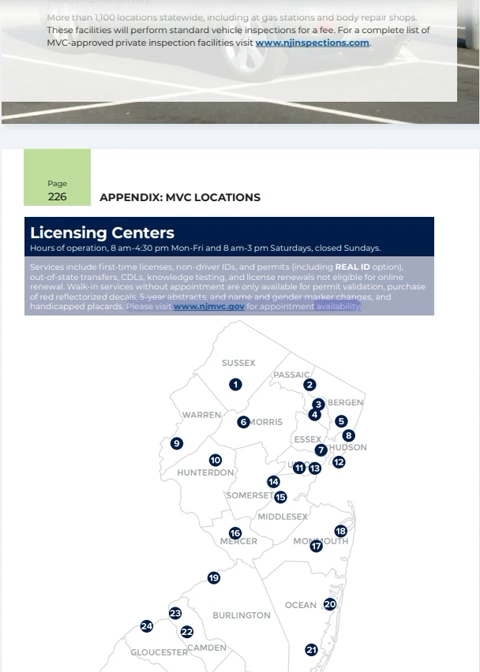 More than 1,100 locations statewide, including at gas stations and body repair shops.
These facilities will perform standard vehicle inspections for a fee. For a complete list of
MVC-approved private inspection facilities visit www.njinspections.com.
Page
226
APPENDIX: MVC LOCATIONS
Licensing Centers
Hours of operation, 8 am-4:30 pm Mon-Fri and 8 am-3 pm Saturdays, closed Sundays.
Services include first-time licenses, non-driver IDs, and permits (including REAL ID option),
out-of-state transfers, CDLs, knowledge testing, and license renewals not eligible for online
renewal. Walk-in services without appointment are only available for permit validation, purchase
of red reflectorized decals, 5-year abstracts, and name and gender marker changes, and
handicapped placards. Please visit www.njmvc.gov for appointment availability.
SUSSEX
1
PASSAIC
2
3
BERGEN
WARREN
4
6 MORRIS
5
8
9
ESSEX
7
HUDSON
10
12
HUNTERDON
11
13
14
SOMERSET
15
MIDDLESEX
16
MERCER
18
MONMOUTH
17
19
OCEAN
20
23
BURLINGTON
24
22
CAMDEN
GLOUCESTER
21